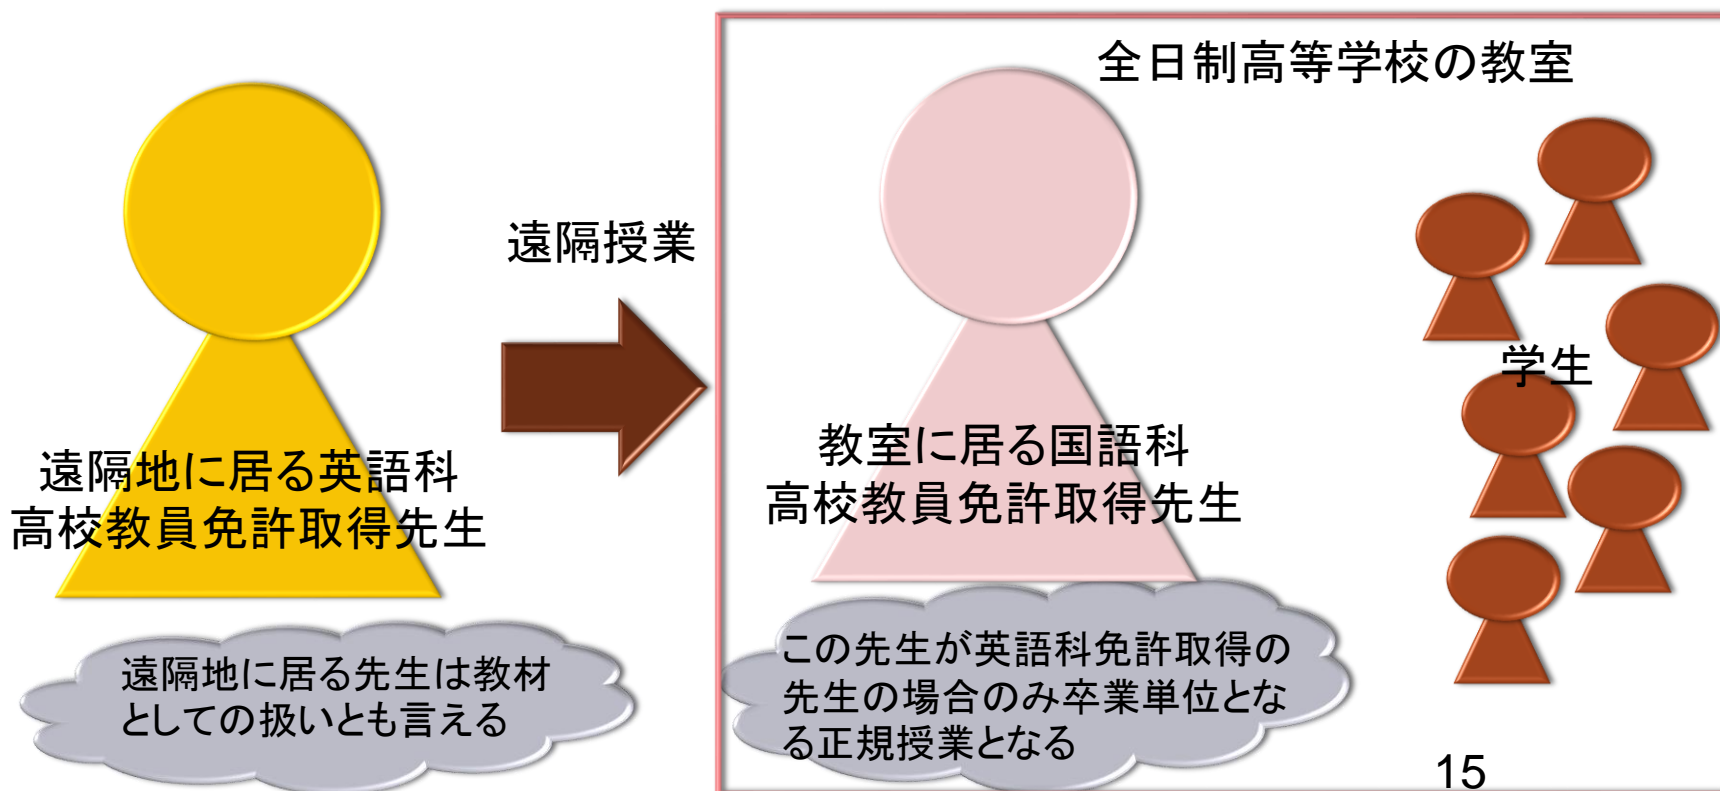 全日制高等学校の教室
遠隔授業
学生
遠隔地に居る英語科
高校教員免許取得先生
教室に居る国語科
高校教員免許取得先生
遠隔地に居る先生は教材
としての扱いとも言える
この先生が英語科免許取得の
先生の場合のみ卒業単位とな
る正規授業となる
15